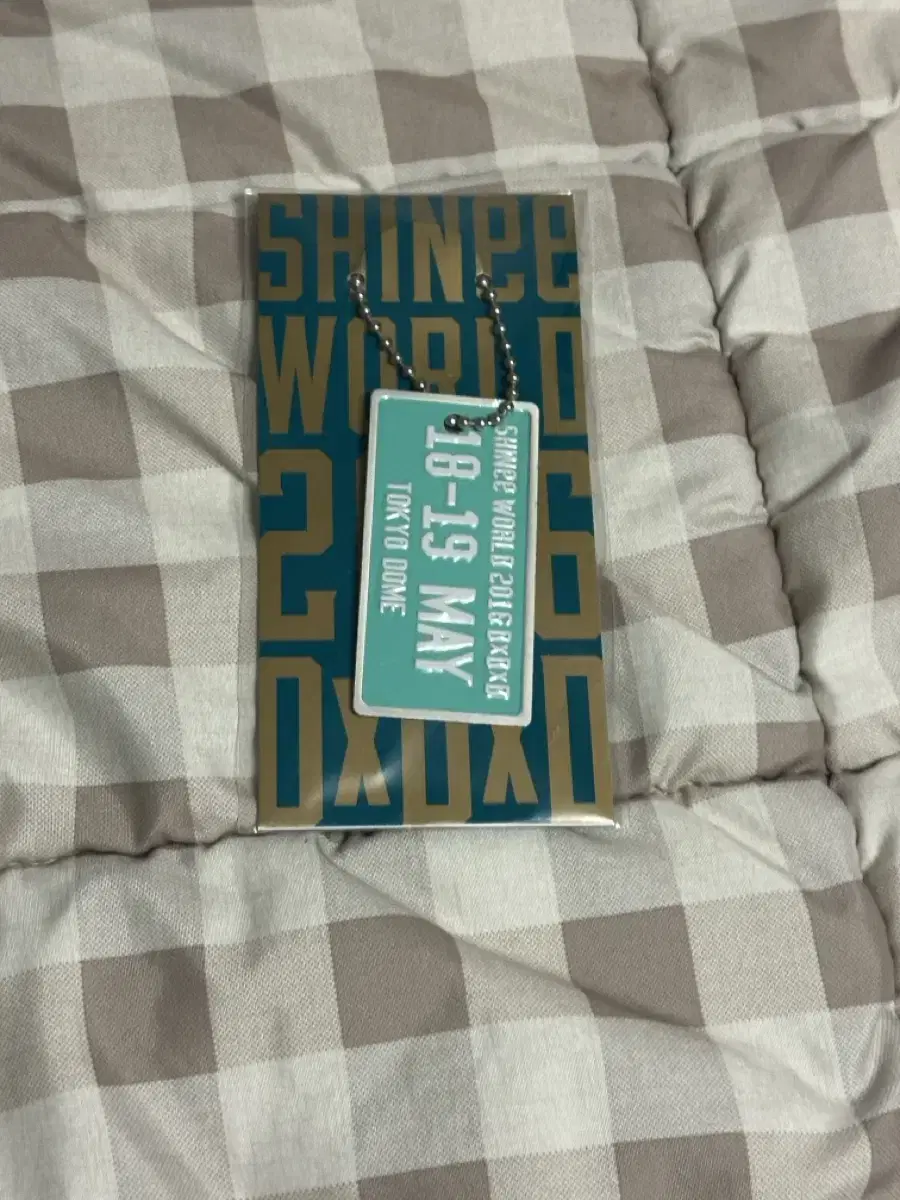 SHINee
WORLD
2016
DxDxD
SHINee WORLD 2016 DxDxD
18-19 MAY
TOKYO DOME